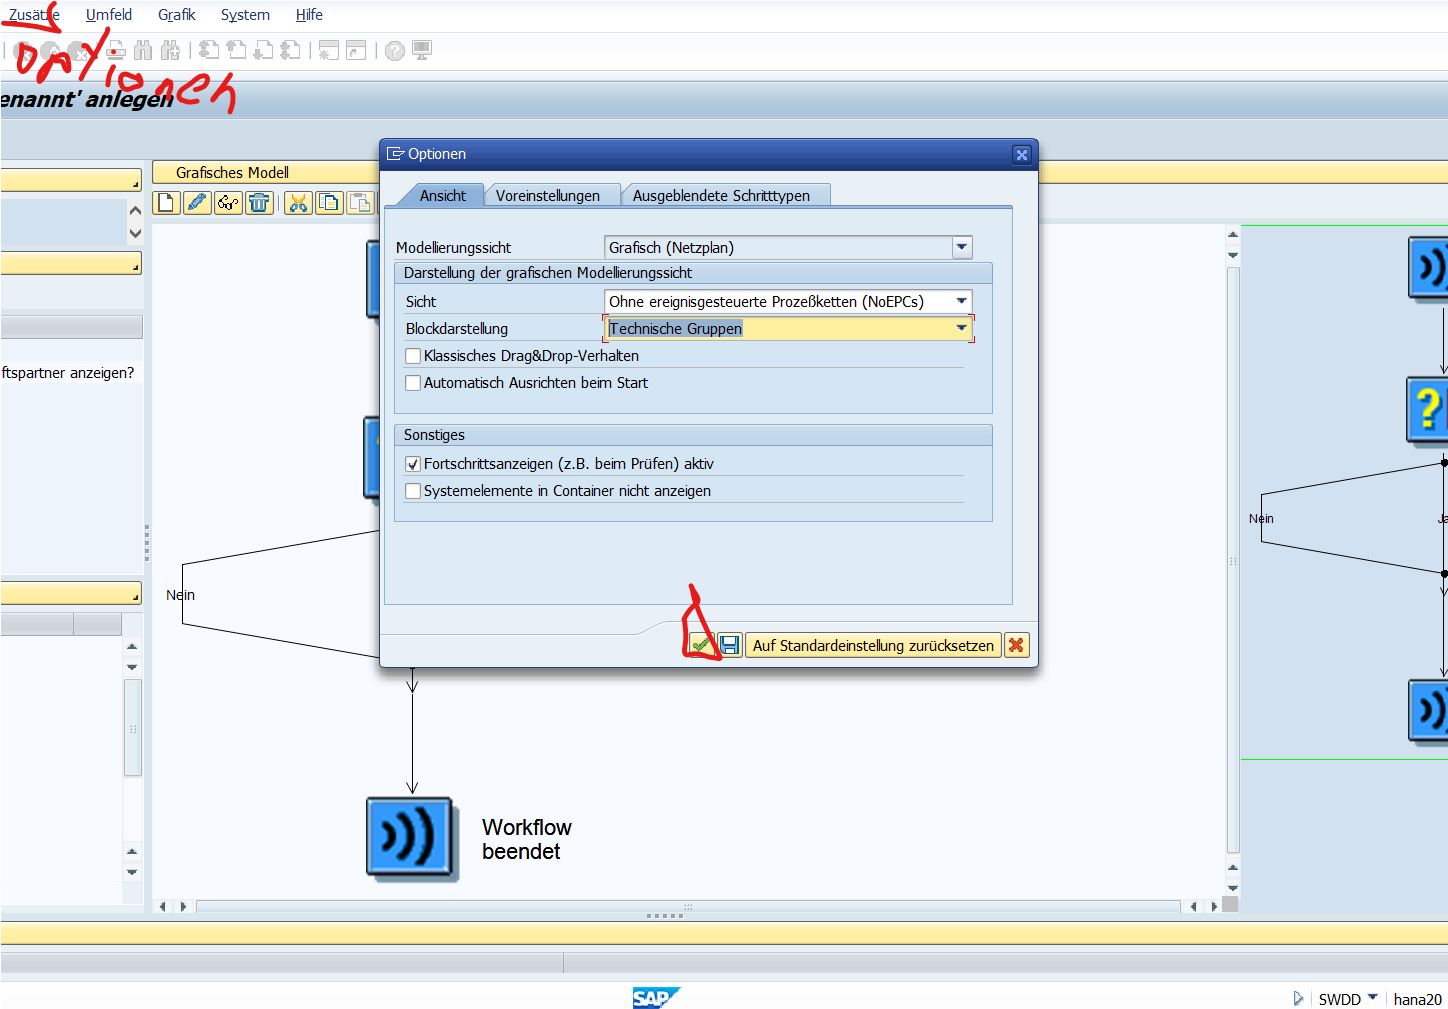 Zusätze Umfeld Grafik System Hilfe
optionen
enannt' anlegen
Optionen
Grafisches Modell
Ansicht Voreinstellungen Ausgeblendete Schritttypen
Modellierungssicht Grafisch (Netzplan)
Darstellung der grafischen Modellierungssicht
Sicht Ohne ereignisgesteuerte Prozeßketten (NoEPCs)
Blockdarstellung Technische Gruppen
Klassisches Drag&Drop-Verhalten
ftspartner anzeigen?
Automatisch Ausrichten beim Start
Sonstiges
Fortschrittsanzeigen (z.B. beim Prüfen) aktiv
Systemelemente in Container nicht anzeigen
Nein Ja
Nein
Auf Standardeinstellung zurücksetzen
Workflow
beendet
SAP
SWDD hana20